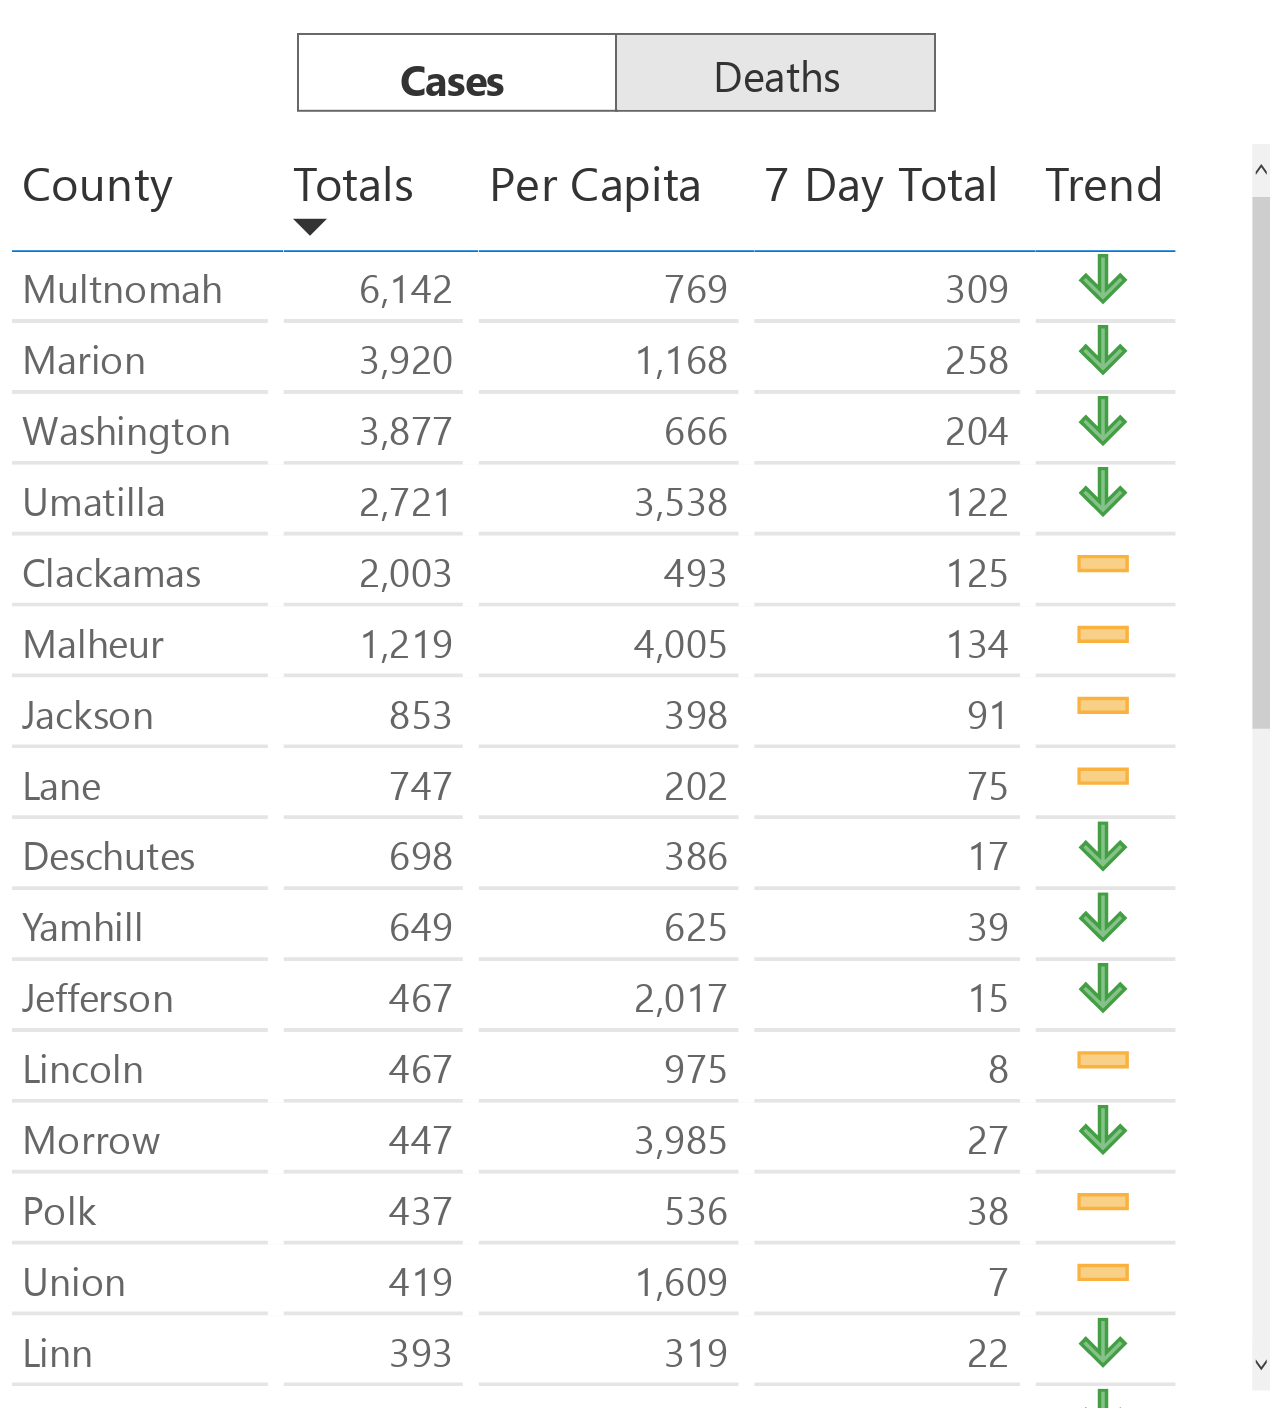 Cases Deaths
County Totals Per Capita 7 Day Total Trend
Multnomah 6,142 769 309
Marion 3,920 1,168 258
Washington 3,877 666 204
Umatilla 2,721 3,538 122
Clackamas 2,003 493 125
Malheur 1,219 4,005 134
Jackson 853 398 91
Lane 747 202 75
Deschutes 698 386 17
Yamhill 649 625 39
Jefferson 467 2,017 15
Lincoln 467 975 8
Morrow 447 3,985 27
Polk 437 536 38
Union 419 1,609 7
Linn 393 319 22